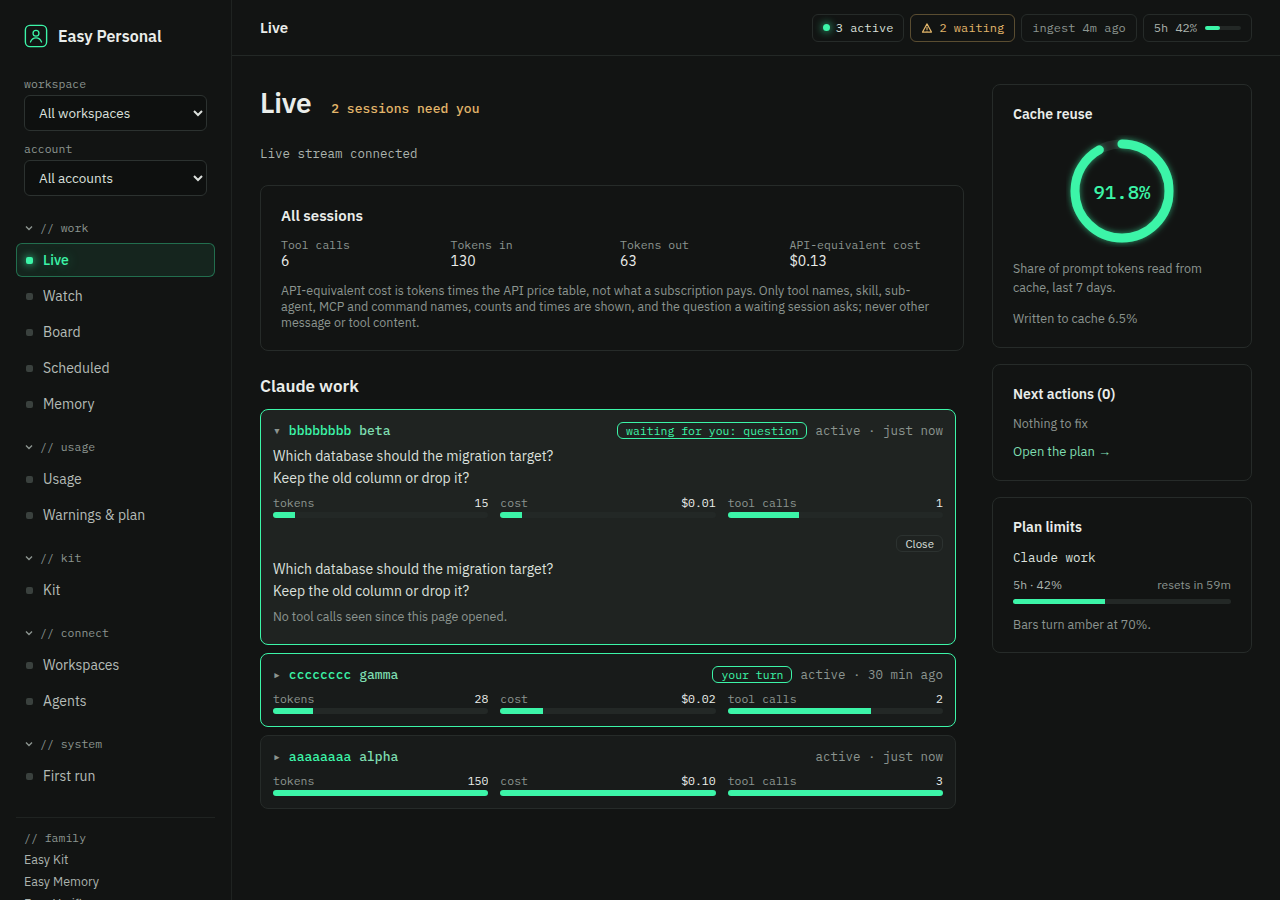 Easy Personal
workspace
All workspaces
account
All accounts
// work
Live
Watch
Board
Scheduled
Memory
// usage
Usage
Warnings & plan
// kit
Kit
// connect
Workspaces
Agents
// system
First run
// family
Easy Kit
Easy Memory
Live
3 active
2 waiting
ingest 4m ago
5h 42%
Live
2 sessions need you
Live stream connected
All sessions
Tool calls
6
Tokens in
130
Tokens out
63
API-equivalent cost
$0.13
API-equivalent cost is tokens times the API price table, not what a subscription pays. Only tool names, skill, sub-
agent, MCP and command names, counts and times are shown, and the question a waiting session asks; never other
message or tool content.
Claude work
▾ bbbbbbbb beta
waiting for you: question
active · just now
Which database should the migration target?
Keep the old column or drop it?
tokens 15
cost $0.01
tool calls 1
Close
Which database should the migration target?
Keep the old column or drop it?
No tool calls seen since this page opened.
▸ cccccccc gamma
your turn
active · 30 min ago
tokens 28
cost $0.02
tool calls 2
▸ aaaaaaaa alpha
active · just now
tokens 150
cost $0.10
tool calls 3
Cache reuse
91.8%
Share of prompt tokens read from
cache, last 7 days.
Written to cache 6.5%
Next actions (0)
Nothing to fix
Open the plan →
Plan limits
Claude work
5h · 42%
resets in 59m
Bars turn amber at 70%.